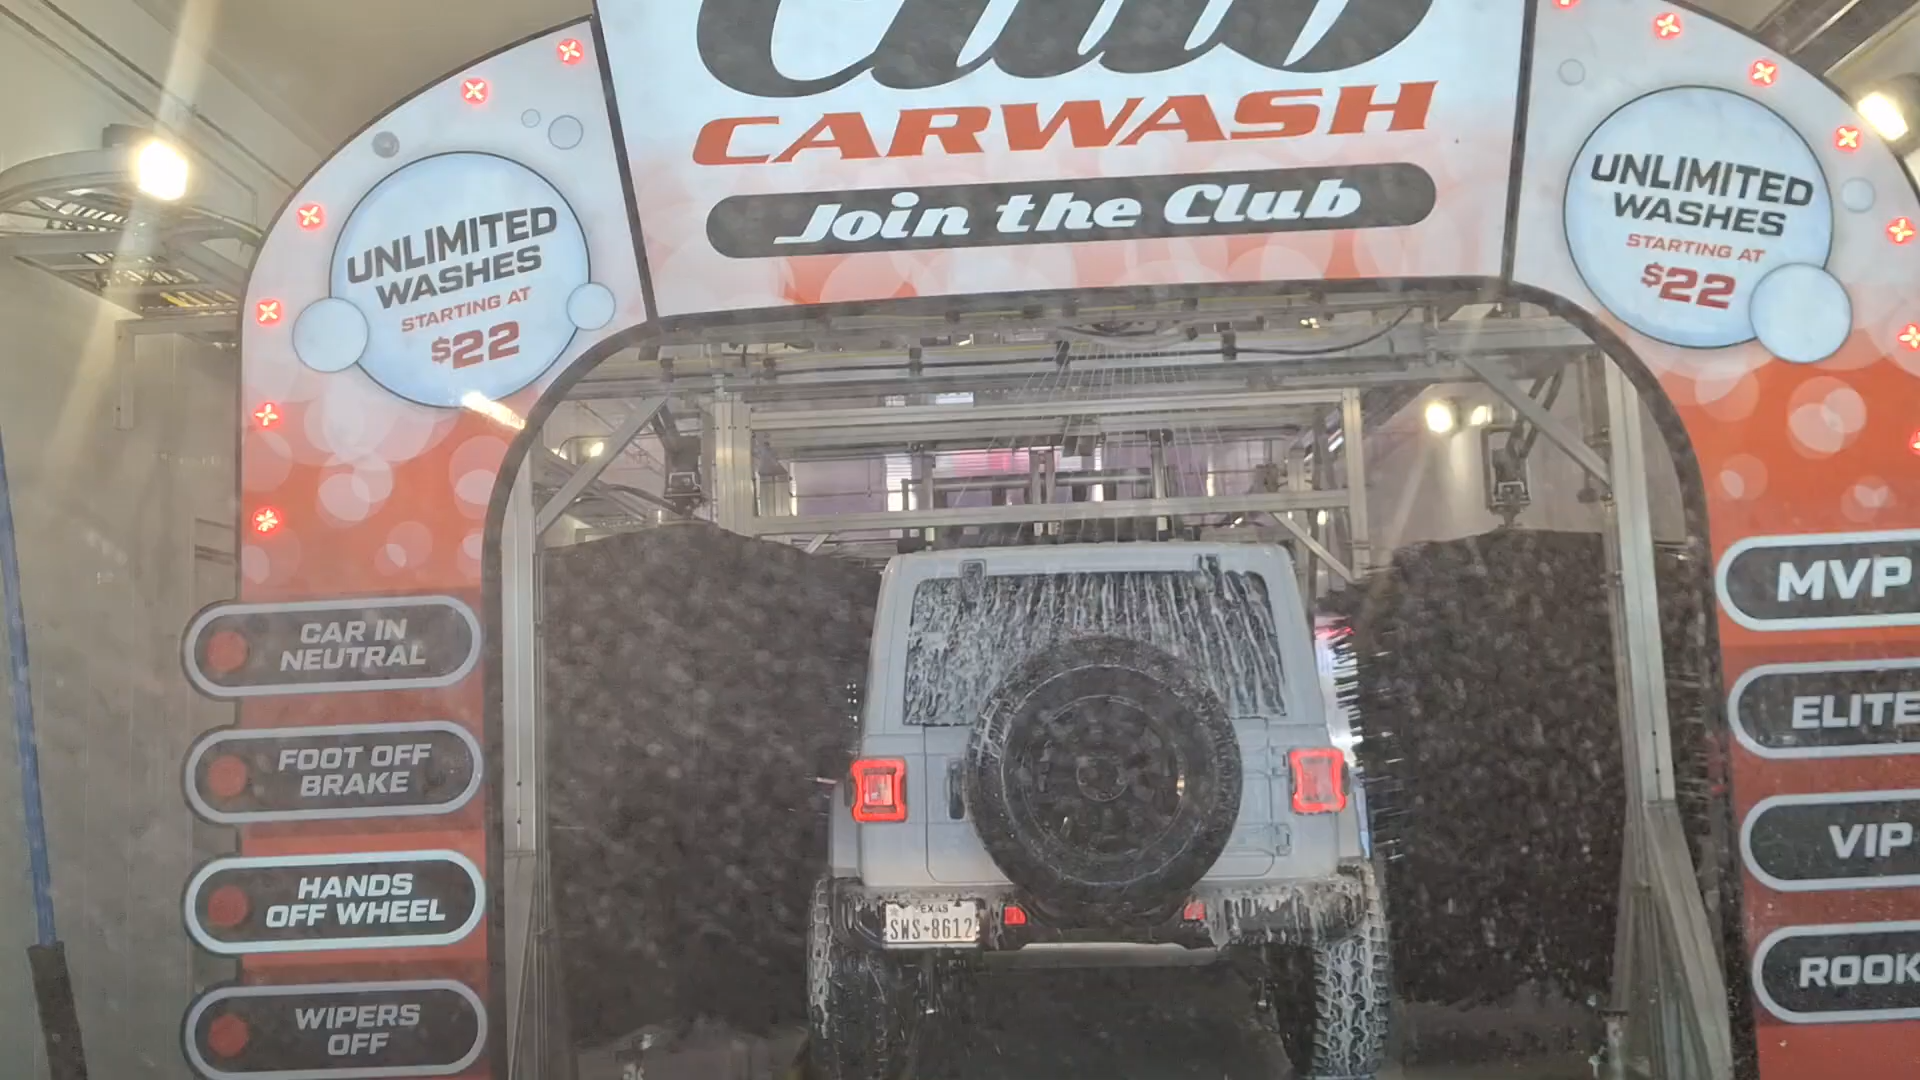 Club
CARWASH
Join the Club
UNLIMITED
WASHES
STARTING AT
$22
UNLIMITED
WASHES
STARTING AT
$22
CAR IN
NEUTRAL
FOOT OFF
BRAKE
HANDS
OFF WHEEL
WIPERS
OFF
MVP
ELITE
VIP
ROOK
TEXAS
SWS*8612